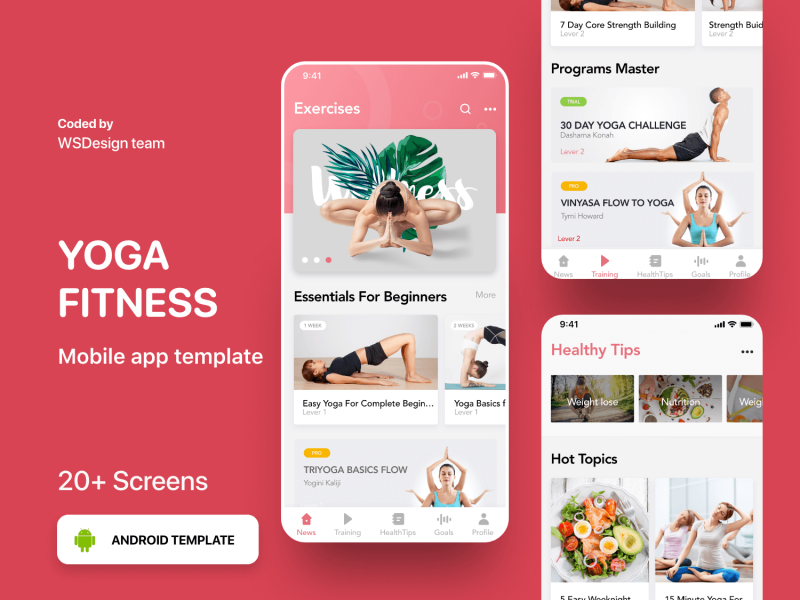 Coded by
WSDesign team
YOGA
FITNESS
Mobile app template
20+ Screens
ANDROID TEMPLATE
9:41
Exercises
Wellness
Essentials For Beginners
More
1 WEEK
Easy Yoga For Complete Begin...
Lever 1
2 WEEKS
Yoga Basics f
Lever 1
PRO
TRIYOGA BASICS FLOW
Yogini Kaliji
News
Training
HealthTips
Goals
Profile
7 Day Core Strength Building
Lever 2
Strength Buid
Lever 2
Programs Master
TRIAL
30 DAY YOGA CHALLENGE
Dashama Konah
Lever 2
PRO
VINYASA FLOW TO YOGA
Tymi Howard
Lever 2
News
Training
HealthTips
Goals
Profile
9:41
Healthy Tips
Weight lose
Nutrition
Weig
Hot Topics
5 Easy Weeknight
15 Minute Yoga For